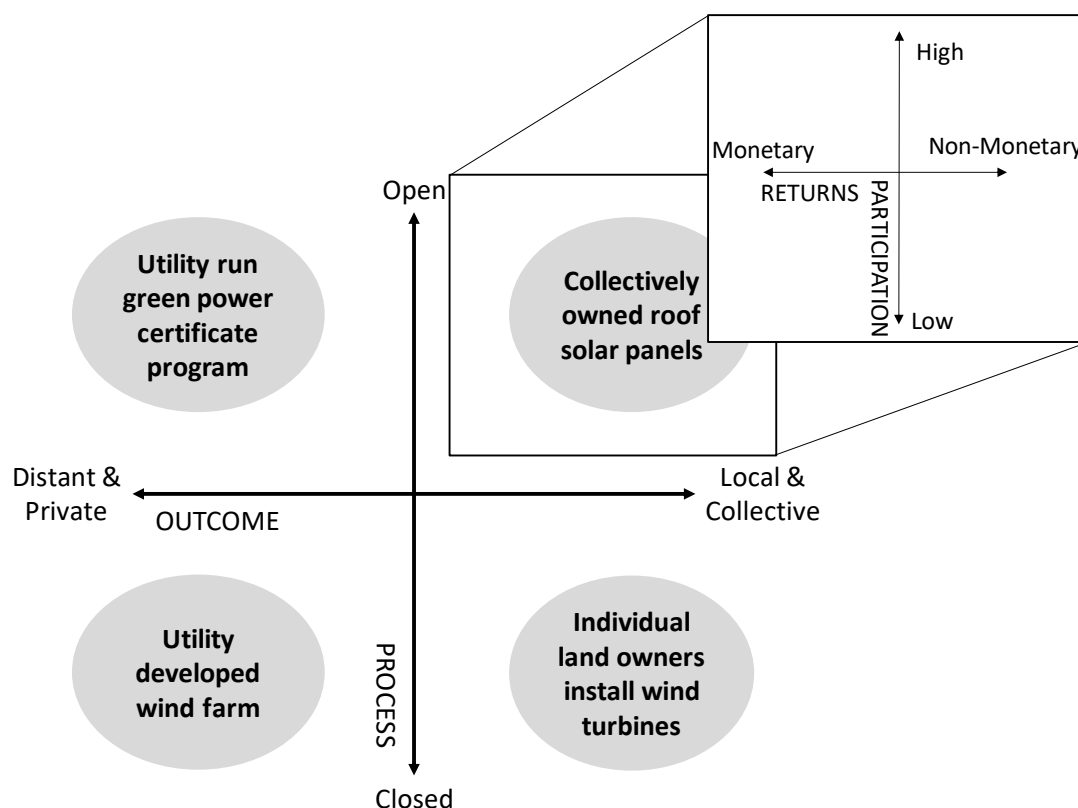 High
Monetary
Non-Monetary
RETURNS
PARTICIPATION
Low
Open
Utility run
green power
certificate
program
Collectively
owned roof
solar panels
Distant &
Private
OUTCOME
Local &
Collective
Utility
developed
wind farm
PROCESS
Individual
land owners
install wind
turbines
Closed